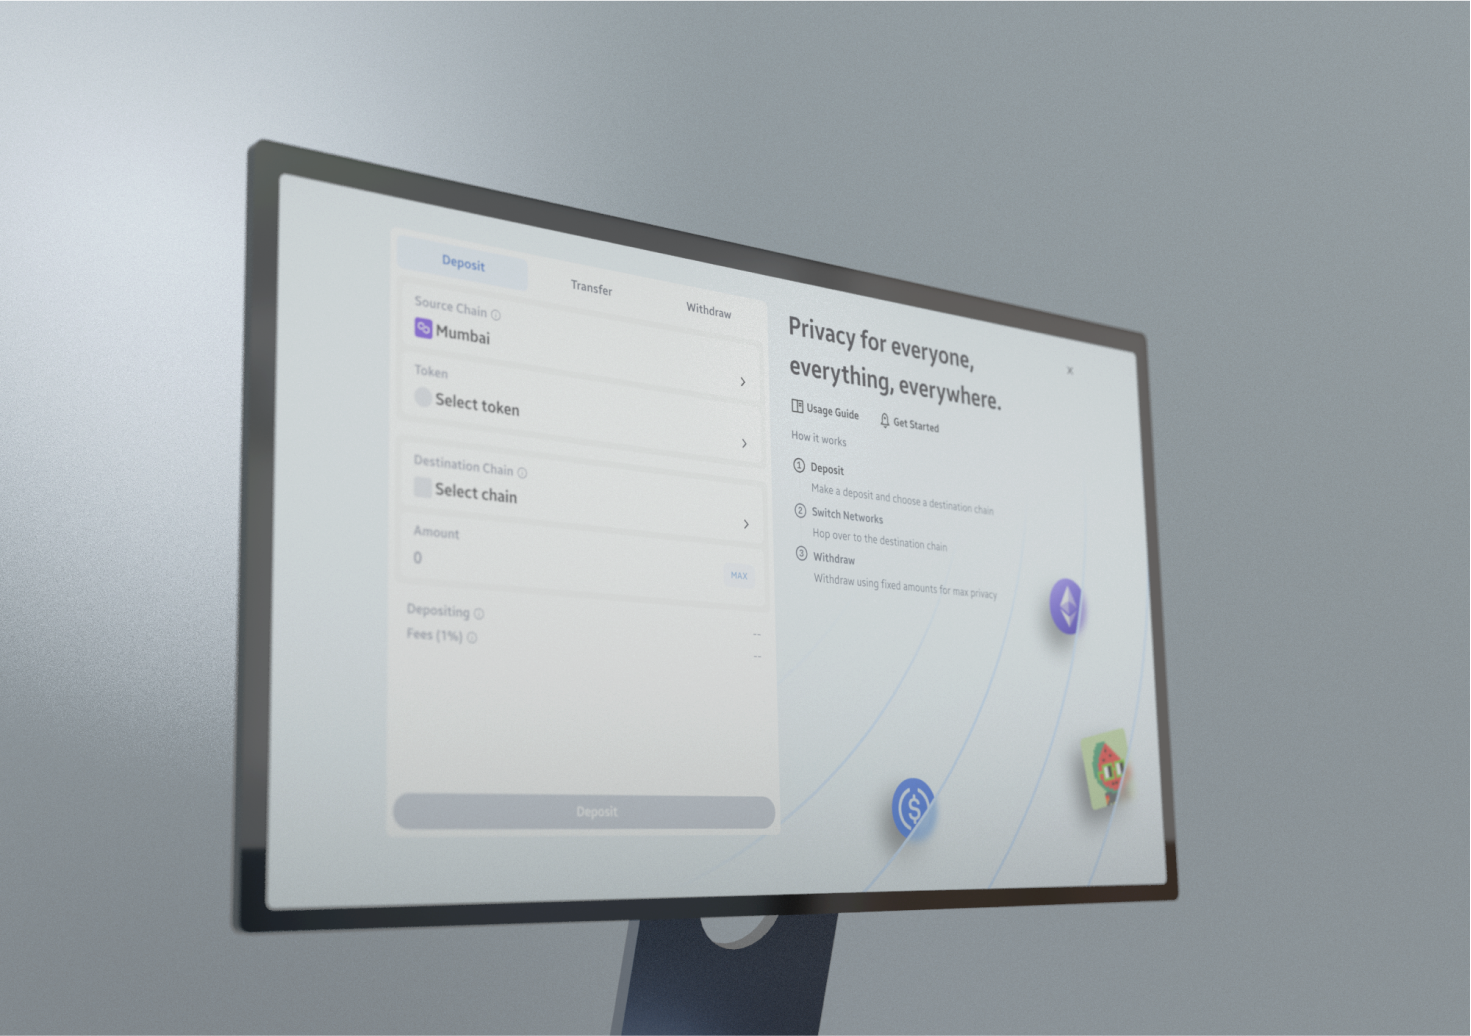 Deposit
Transfer
Withdraw
Source Chain
Mumbai
Token
Select token
Destination Chain
Select chain
Amount
0
MAX
Depositing
--
Fees (1%)
--
Deposit
Privacy for everyone,
everything, everywhere.
x
Usage Guide
Get Started
How it works
1 Deposit
Make a deposit and choose a destination chain
2 Switch Networks
Hop over to the destination chain
3 Withdraw
Withdraw using fixed amounts for max privacy